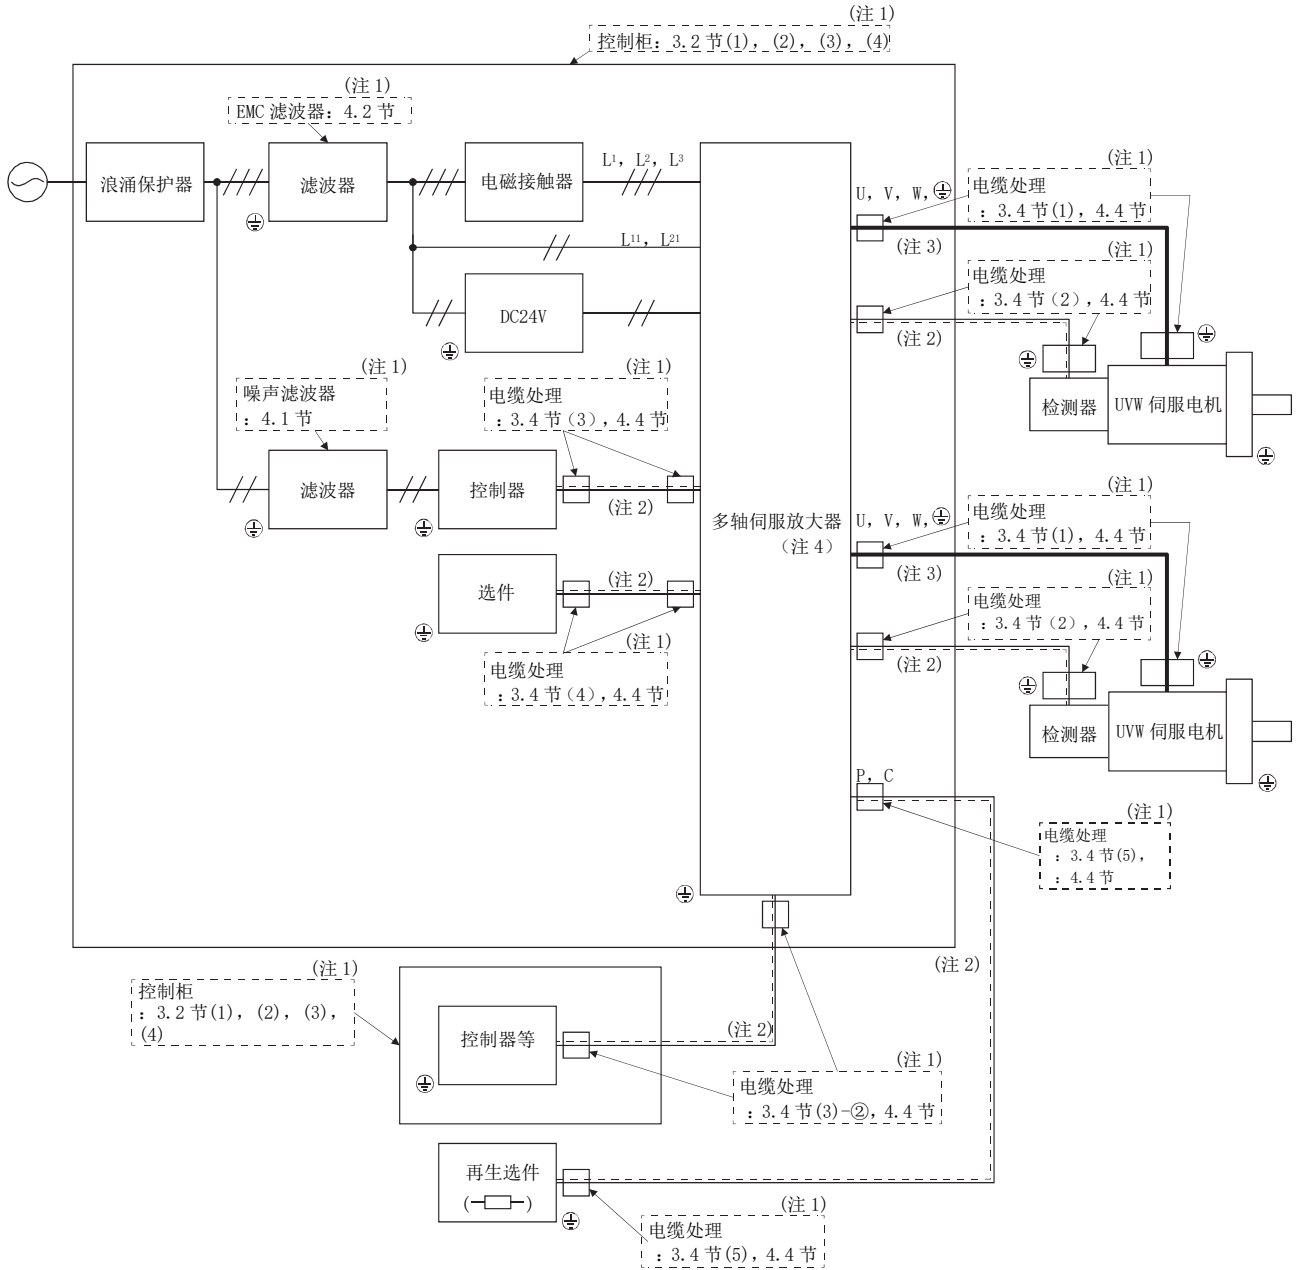 (注 1)
控制柜：3.2 节(1)，(2)，(3)，(4)
(注 1)
EMC 滤波器：4.2 节
浪涌保护器
滤波器
电磁接触器
L1，L2，L3
L11，L21
DC24V
(注 1)
噪声滤波器
：4.1 节
(注 1)
电缆处理
：3.4 节（3），4.4 节
滤波器
控制器
(注 2)
选件
(注 2)
(注 1)
电缆处理
：3.4 节（4），4.4 节
多轴伺服放大器
（注 4）
U，V，W，
(注 3)
(注 1)
电缆处理
：3.4 节(1)，4.4 节
(注 1)
电缆处理
：3.4 节（2），4.4 节
(注 2)
检测器
UVW 伺服电机
U，V，W，
(注 3)
(注 1)
电缆处理
：3.4 节(1)，4.4 节
(注 1)
电缆处理
：3.4 节（2），4.4 节
(注 2)
检测器
UVW 伺服电机
P，C
(注 1)
电缆处理
：3.4 节(5)，
：4.4 节
(注 2)
(注 1)
控制柜
：3.2 节(1)，(2)，(3)，
(4)
控制器等
(注 2)
(注 1)
电缆处理
：3.4 节(3)-②，4.4 节
再生选件
( )
(注 1)
电缆处理
：3.4 节(5)，4.4 节